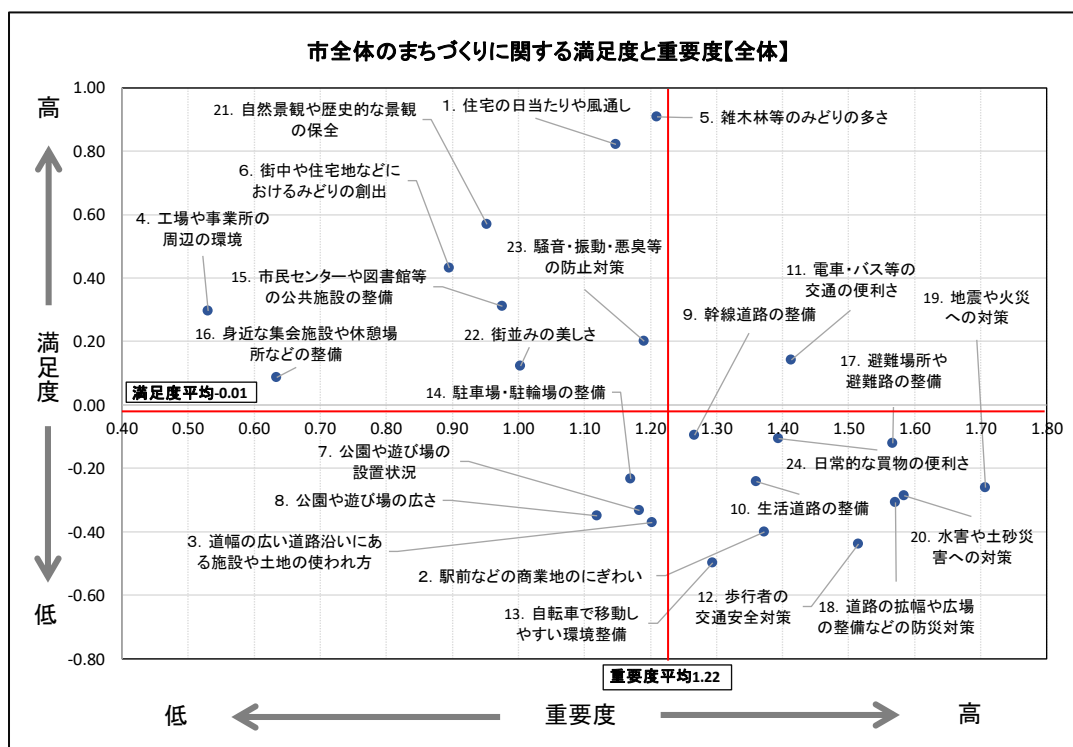 市全体のまちづくりに関する満足度と重要度【全体】
高
満足度
低
1.00
0.80
0.60
0.40
0.20
0.00
-0.20
-0.40
-0.60
-0.80
0.40 0.50 0.60 0.70 0.80 0.90 1.00 1.10 1.20 1.30 1.40 1.50 1.60 1.70 1.80
21. 自然景観や歴史的な景観
の保全
1. 住宅の日当たりや風通し
5. 雑木林等のみどりの多さ
6. 街中や住宅地などに
おけるみどりの創出
4. 工場や事業所の
周辺の環境
23. 騒音・振動・悪臭等
の防止対策
15. 市民センターや図書館等
の公共施設の整備
11. 電車・バス等の
交通の便利さ
19. 地震や火災
への対策
9. 幹線道路の整備
16. 身近な集会施設や休憩場
所などの整備
22. 街並みの美しさ
17. 避難場所や
避難路の整備
満足度平均-0.01
14. 駐車場・駐輪場の整備
7. 公園や遊び場の
設置状況
24. 日常的な買物の便利さ
8. 公園や遊び場の広さ
10. 生活道路の整備
3. 道幅の広い道路沿いにあ
る施設や土地の使われ方
20. 水害や土砂災
害への対策
2. 駅前などの商業地のにぎわい
12. 歩行者の
交通安全対策
13. 自転車で移動し
やすい環境整備
18. 道路の拡幅や広場
の整備などの防災対策
重要度平均1.22
低
重要度
高